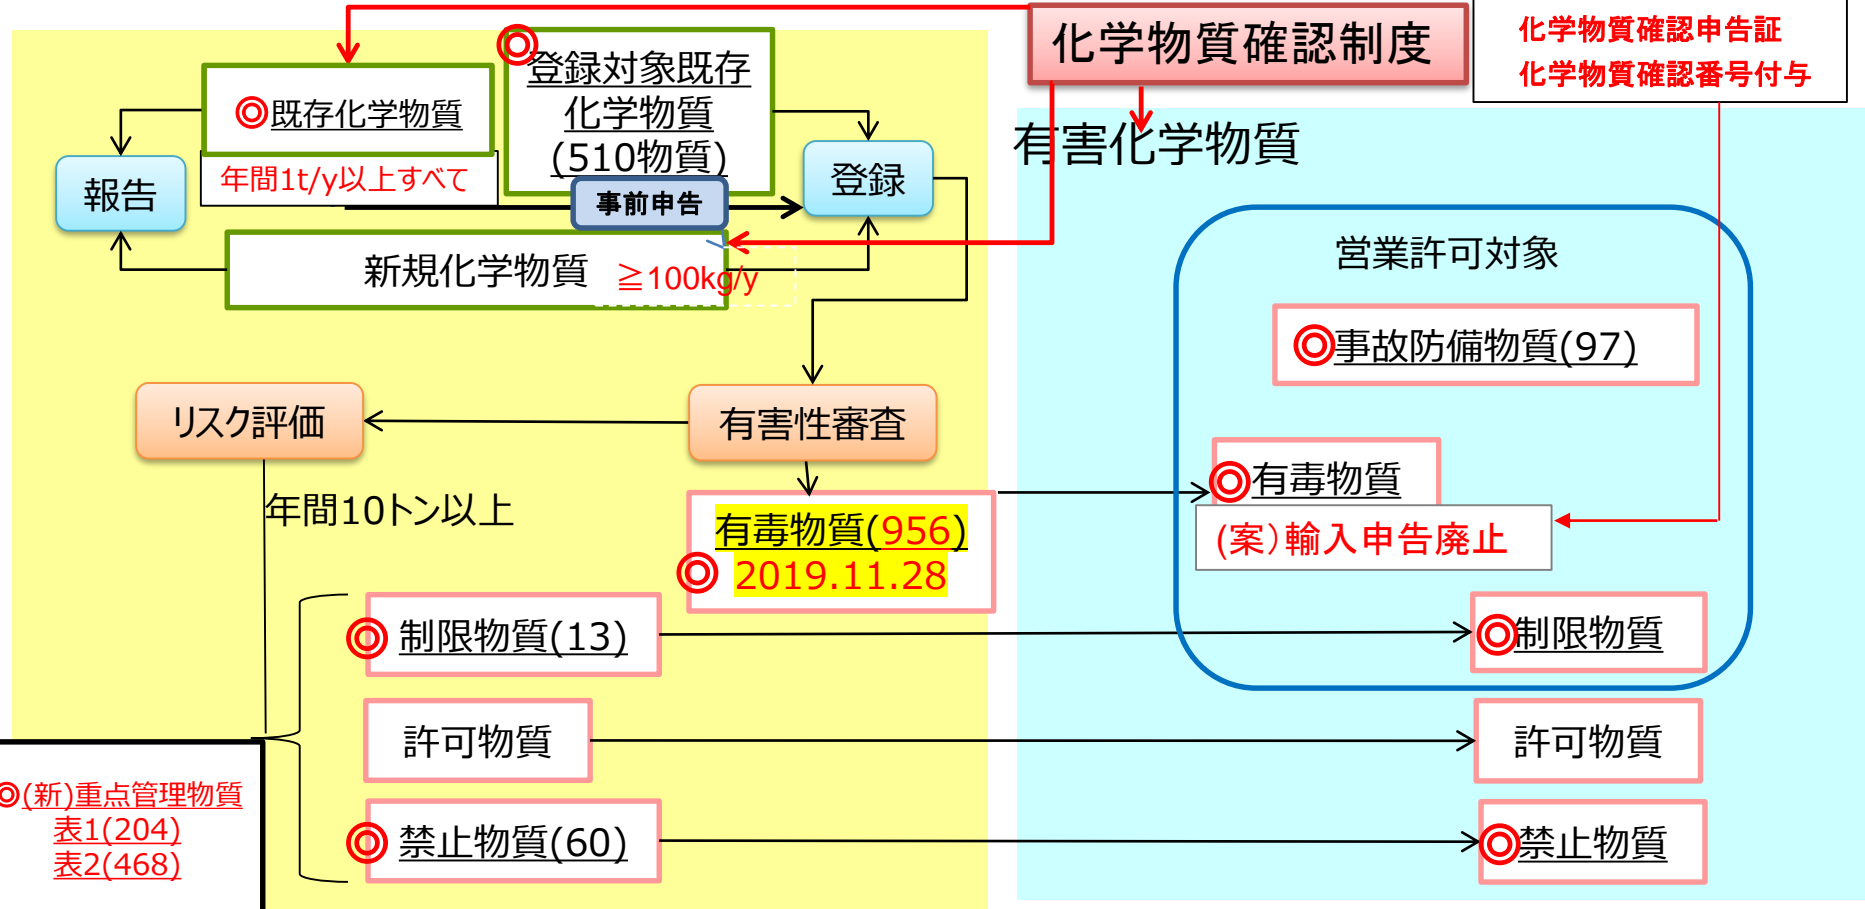 化学物質確認制度
化学物質確認申告証
化学物質確認番号付与
◎既存化学物質
年間1t/y以上すべて
◎登録対象既存
化学物質
(510物質)
報告
登録
事前申告
新規化学物質
≧100kg/y
有害化学物質
営業許可対象
◎事故防備物質(97)
リスク評価
有害性審査
年間10トン以上
有毒物質(956)
◎2019.11.28
◎有毒物質
(案)輸入申告廃止
◎制限物質(13)
◎制限物質
許可物質
許可物質
◎禁止物質(60)
◎禁止物質
◎(新)重点管理物質
表1(204)
表2(468)